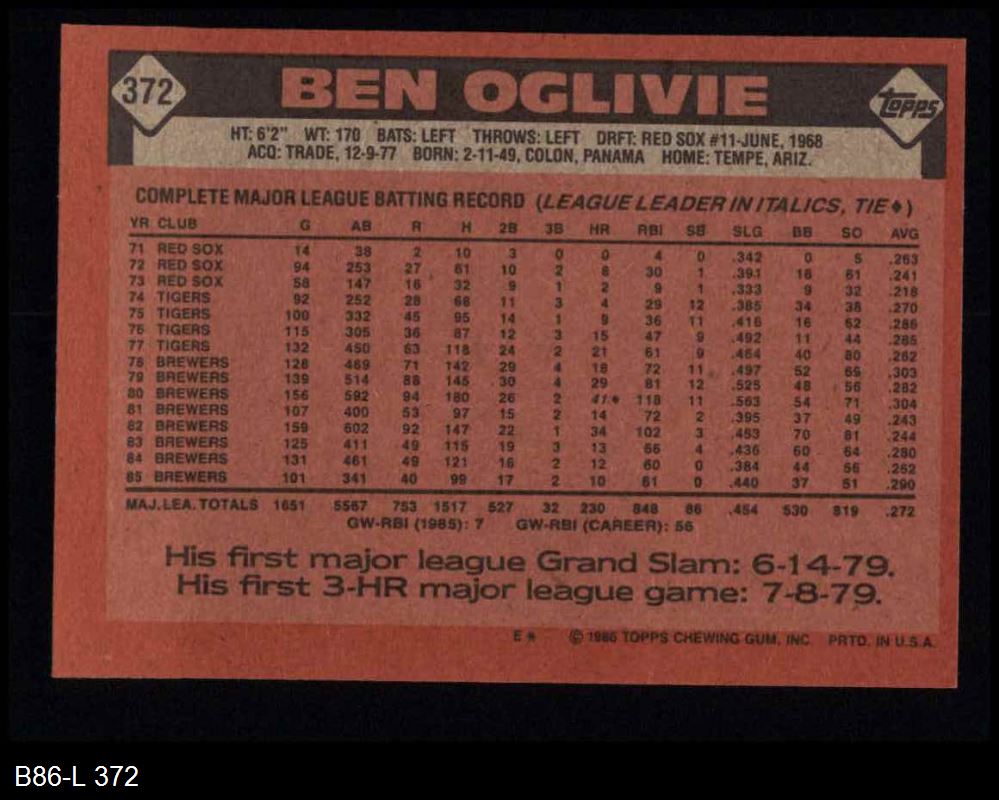 372 BEN OGLIVIE TOPPS
HT: 6'2" WT: 170 BATS: LEFT THROWS: LEFT DRFT: RED SOX #11-JUNE, 1968
ACQ: TRADE, 12-9-77 BORN: 2-11-49, COLON, PANAMA HOME: TEMPE, ARIZ.
COMPLETE MAJOR LEAGUE BATTING RECORD (LEAGUE LEADER IN ITALICS, TIE♦)
YR CLUB G AB R H 2B 3B HR RBI SB SLG BB SO AVG
71 RED SOX 14 38 2 10 3 0 0 4 0 .342 0 5 .263
72 RED SOX 94 253 27 61 10 2 8 30 1 .391 18 61 .241
73 RED SOX 58 147 16 32 9 1 2 9 1 .333 9 32 .218
74 TIGERS 92 252 28 68 11 3 4 29 12 .385 34 38 .270
75 TIGERS 100 332 45 95 14 1 9 36 11 .416 16 62 .286
76 TIGERS 115 305 36 87 12 3 15 47 9 .492 11 44 .285
77 TIGERS 132 450 63 118 24 2 21 61 9 .464 40 80 .262
78 BREWERS 128 469 71 142 29 4 18 72 11 .497 52 69 .303
79 BREWERS 139 514 88 145 30 4 29 81 12 .525 48 56 .282
80 BREWERS 156 592 94 180 26 2 41♦ 118 11 .563 54 71 .304
81 BREWERS 107 400 53 97 15 2 14 72 2 .395 37 49 .243
82 BREWERS 159 602 92 147 22 1 34 102 3 .453 70 81 .244
83 BREWERS 125 411 49 115 19 3 13 66 4 .436 60 64 .280
84 BREWERS 131 461 49 121 16 2 12 60 0 .384 44 56 .262
85 BREWERS 101 341 40 99 17 2 10 61 0 .440 37 51 .290
MAJ. LEA. TOTALS 1651 5567 753 1517 527 32 230 848 86 .454 530 819 .272
GW-RBI (1985): 7 GW-RBI (CAREER): 56
His first major league Grand Slam: 6-14-79.
His first 3-HR major league game: 7-8-79.
E* © 1986 TOPPS CHEWING GUM, INC. PRTD. IN U.S.A.
B86-L 372